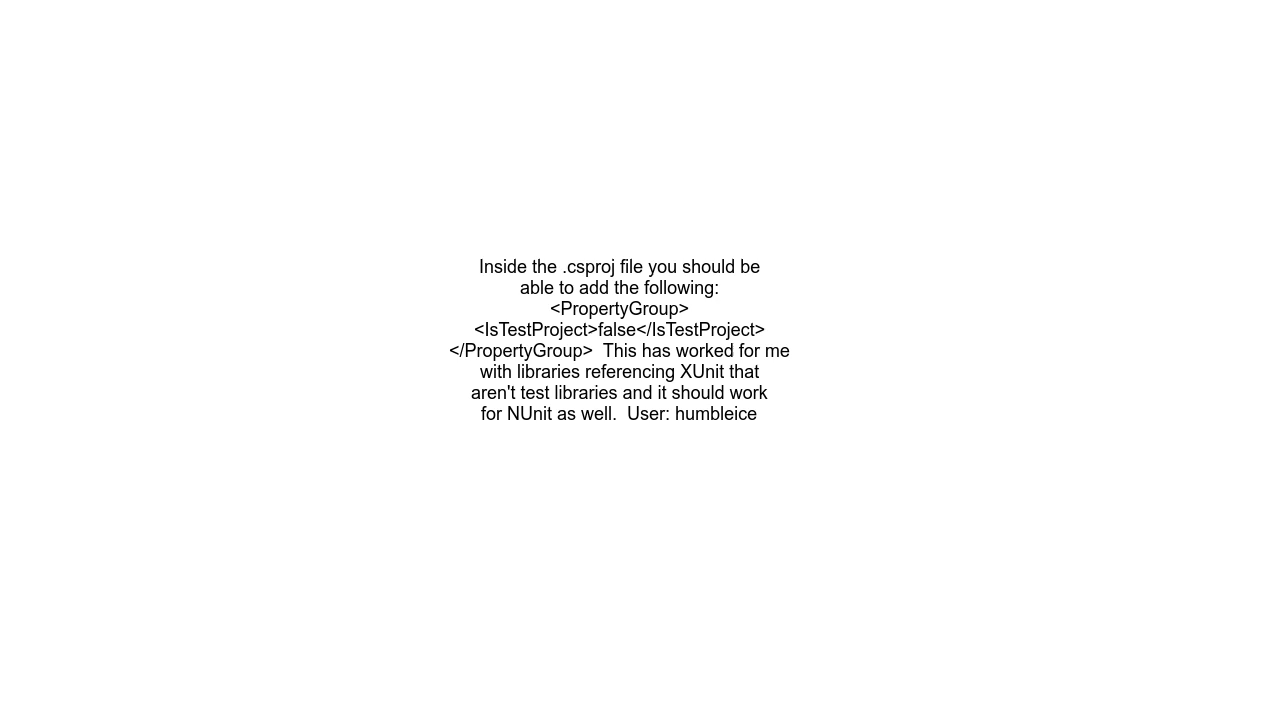 Inside the .csproj file you should be
able to add the following:
<PropertyGroup>
<IsTestProject>false</IsTestProject>
</PropertyGroup>  This has worked for me
with libraries referencing XUnit that
aren't test libraries and it should work
for NUnit as well.  User: humbleice